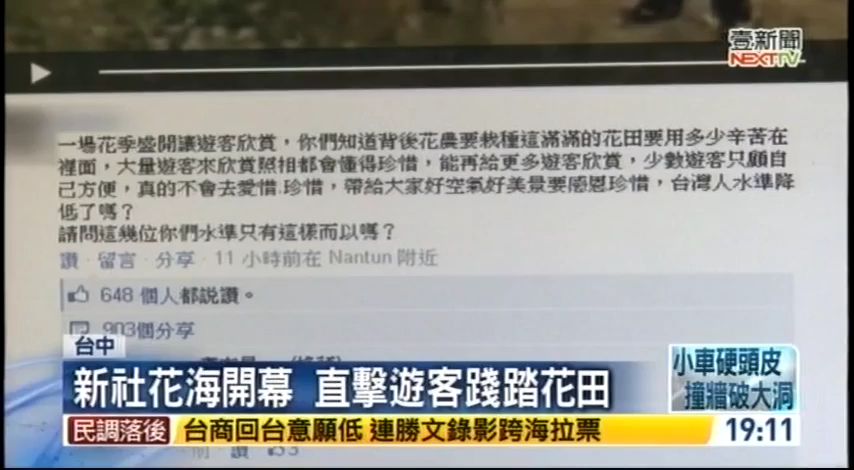 壹新聞
NEXTTV
一場花季盛開讓遊客欣賞，你們知道背後花農要栽種這滿滿的花田要用多少辛苦在
裡面，大量遊客來欣賞照相都會懂得珍惜，能再給更多遊客欣賞，少數遊客只顧自
己方便，真的不會去愛惜.珍惜，帶給大家好空氣好美景要感恩珍惜，台灣人水準降
低了嗎？
請問這幾位你們水準只有這樣而以嗎？
讚 · 留言 · 分享 · 11 小時前在 Nantun 附近
648 個人都說讚。
903個分享
台中
新社花海開幕 直擊遊客踐踏花田
小車硬頭皮
撞牆破大洞
民調落後 台商回台意願低 連勝文錄影跨海拉票 19:11